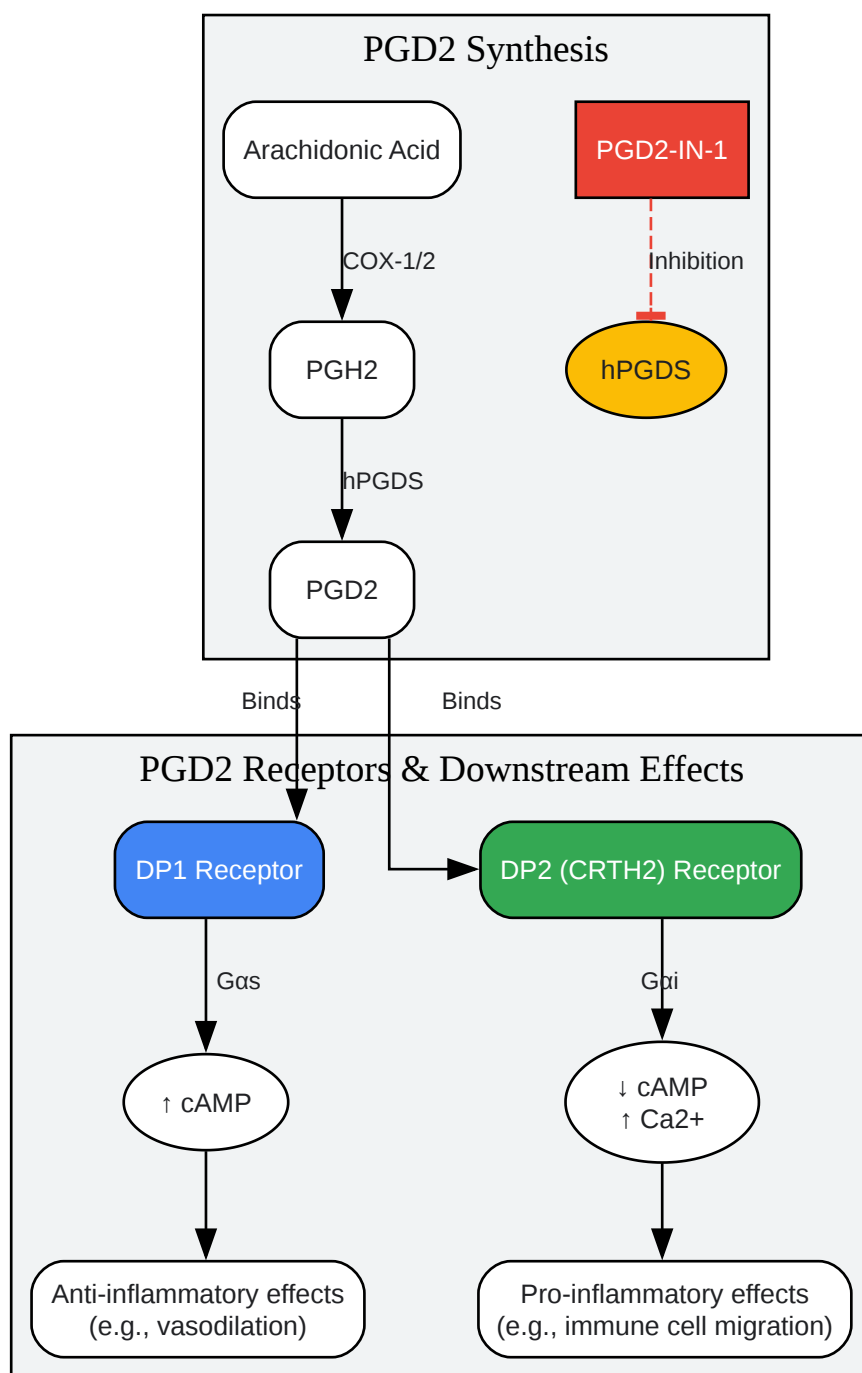 PGD2 Synthesis
Arachidonic Acid
PGD2-IN-1
COX-1/2
Inhibition
PGH2
hPGDS
hPGDS
PGD2
Binds
Binds
PGD2 Receptors & Downstream Effects
DP1 Receptor
DP2 (CRTH2) Receptor
Gαs
Gαi
↑ cAMP
↓ cAMP
↑ Ca2+
Anti-inflammatory effects
(e.g., vasodilation)
Pro-inflammatory effects
(e.g., immune cell migration)